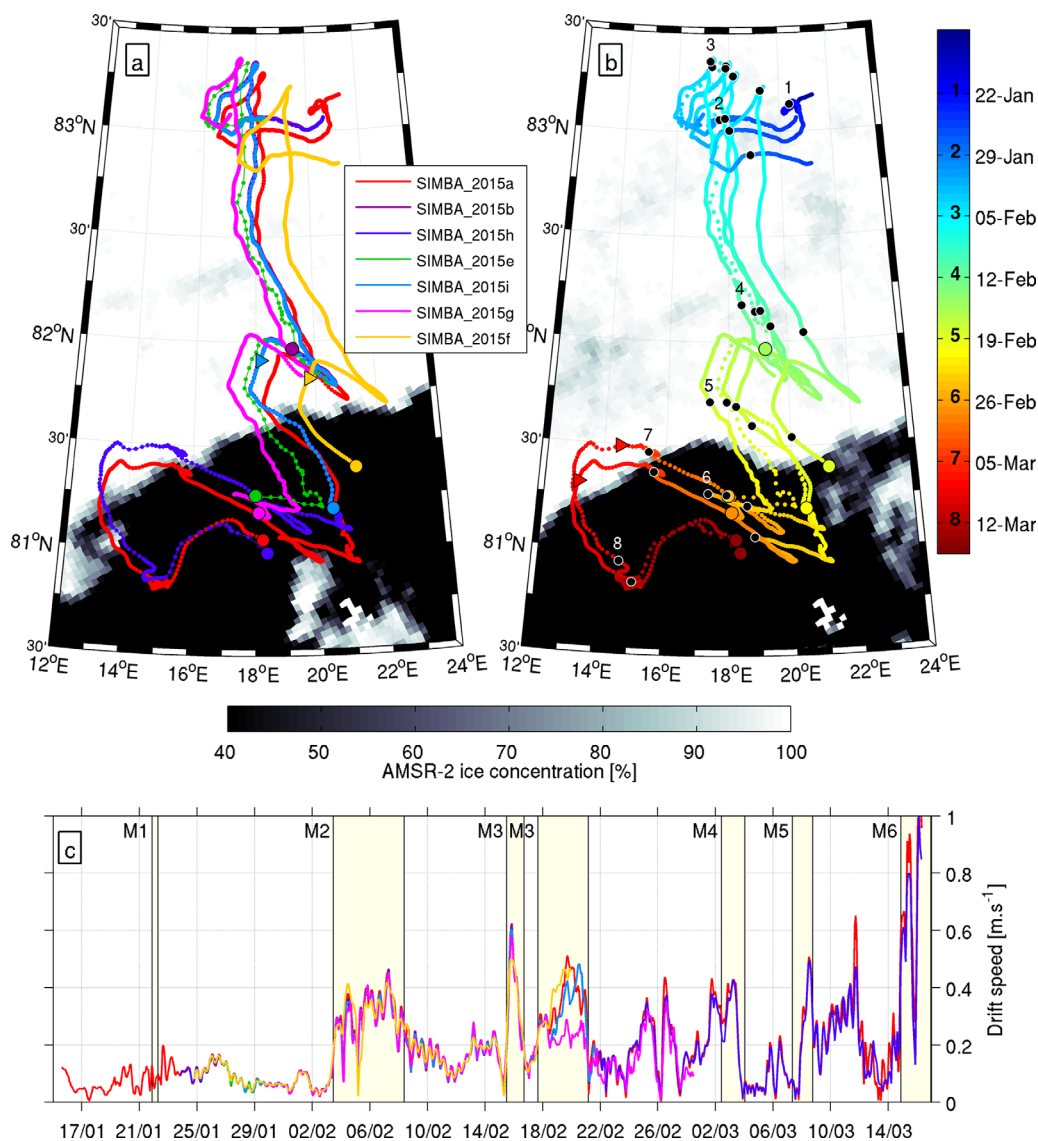 30'
30'
a
b
3
1
2
1
22-Jan
83°N
83°N
2
29-Jan
SIMBA_2015a
SIMBA_2015b
SIMBA_2015h
SIMBA_2015e
SIMBA_2015i
SIMBA_2015g
SIMBA_2015f
3
05-Feb
30'
30'
4
12-Feb
4
82°N
°N
5
19-Feb
5
6
26-Feb
30'
30'
7
7
05-Mar
6
8
12-Mar
81°N
81°N
8
30'
30'
12°E
14°E
16°E
18°E
20°E
22°E
24°E
12°E
14°E
16°E
18°E
20°E
22°E
24°E
40 50 60 70 80 90 100
AMSR-2 ice concentration [%]
c
M1
M2
M3
M3
M4
M5
M6
1
0.8
0.6
0.4
0.2
0
Drift speed [m.s⁻¹]
17/01 21/01 25/01 29/01 02/02 06/02 10/02 14/02 18/02 22/02 26/02 02/03 06/03 10/03 14/03